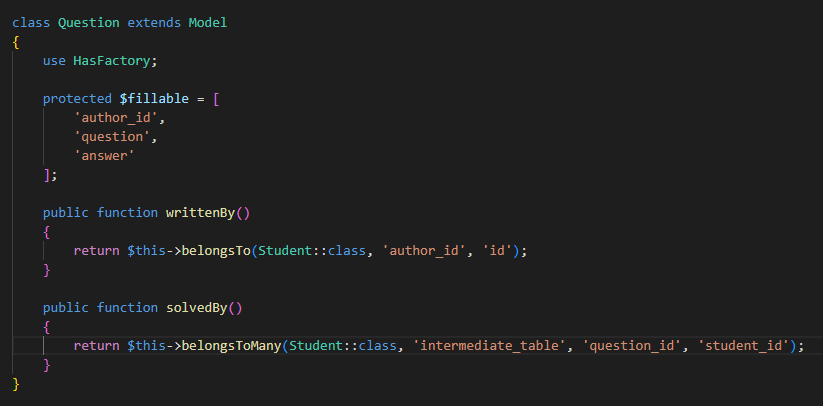 class Question extends Model
{
    use HasFactory;
    protected $fillable = [
        'author_id',
        'question',
        'answer'
    ];
    public function writtenBy()
    {
        return $this->belongsTo(Student::class, 'author_id', 'id');
    }
    public function solvedBy()
    {
        return $this->belongsToMany(Student::class, 'intermediate_table', 'question_id', 'student_id');
    }
}